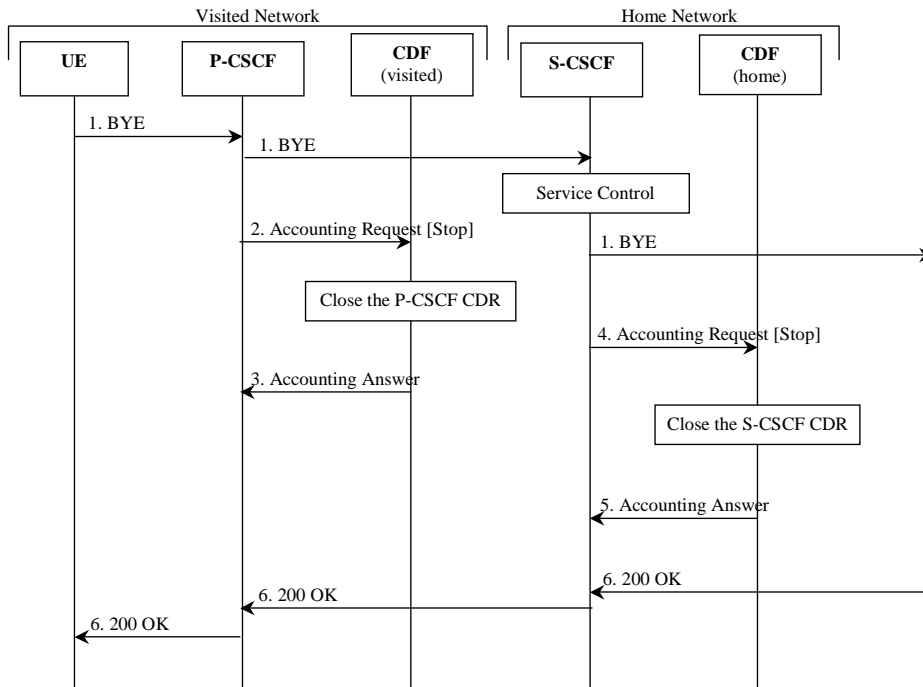 Visited Network
Home Network
UE
P-CSCF
CDF
(visited)
S-CSCF
CDF
(home)
1. BYE
1. BYE
Service Control
2. Accounting Request [Stop]
1. BYE
Close the P-CSCF CDR
4. Accounting Request [Stop]
3. Accounting Answer
Close the S-CSCF CDR
5. Accounting Answer
6. 200 OK
6. 200 OK
6. 200 OK